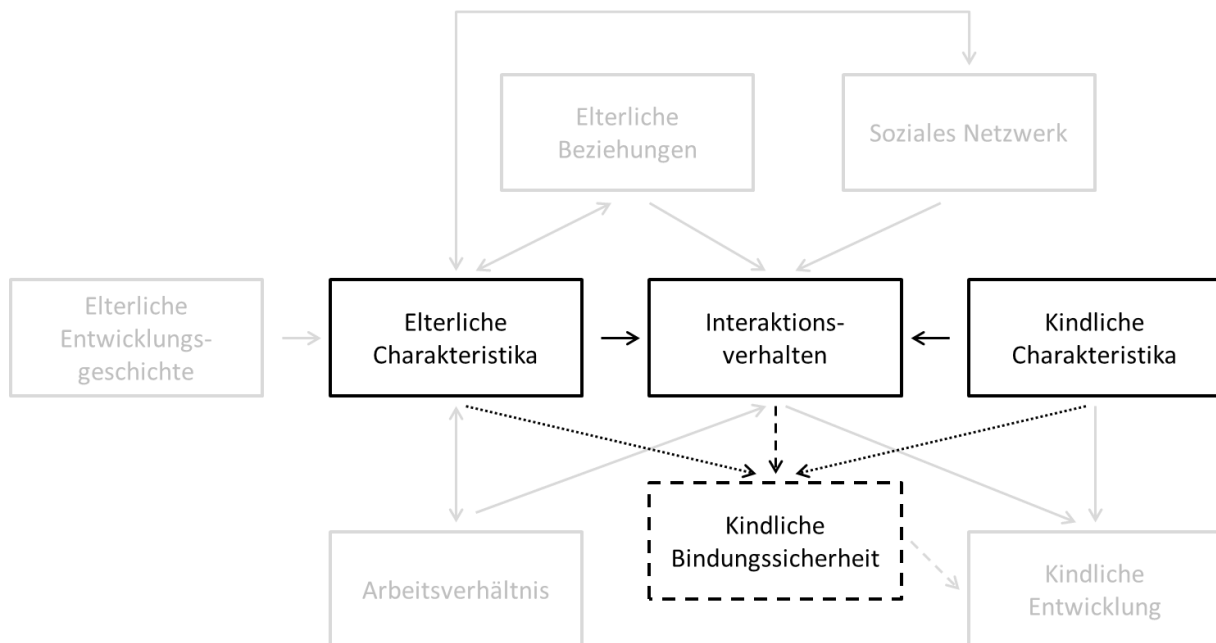 Elterliche
Beziehungen
Soziales Netzwerk
Elterliche
Entwicklungs-
geschichte
Elterliche
Charakteristika
Interaktions-
verhalten
Kindliche
Charakteristika
Arbeitsverhältnis
Kindliche
Bindungssicherheit
Kindliche
Entwicklung